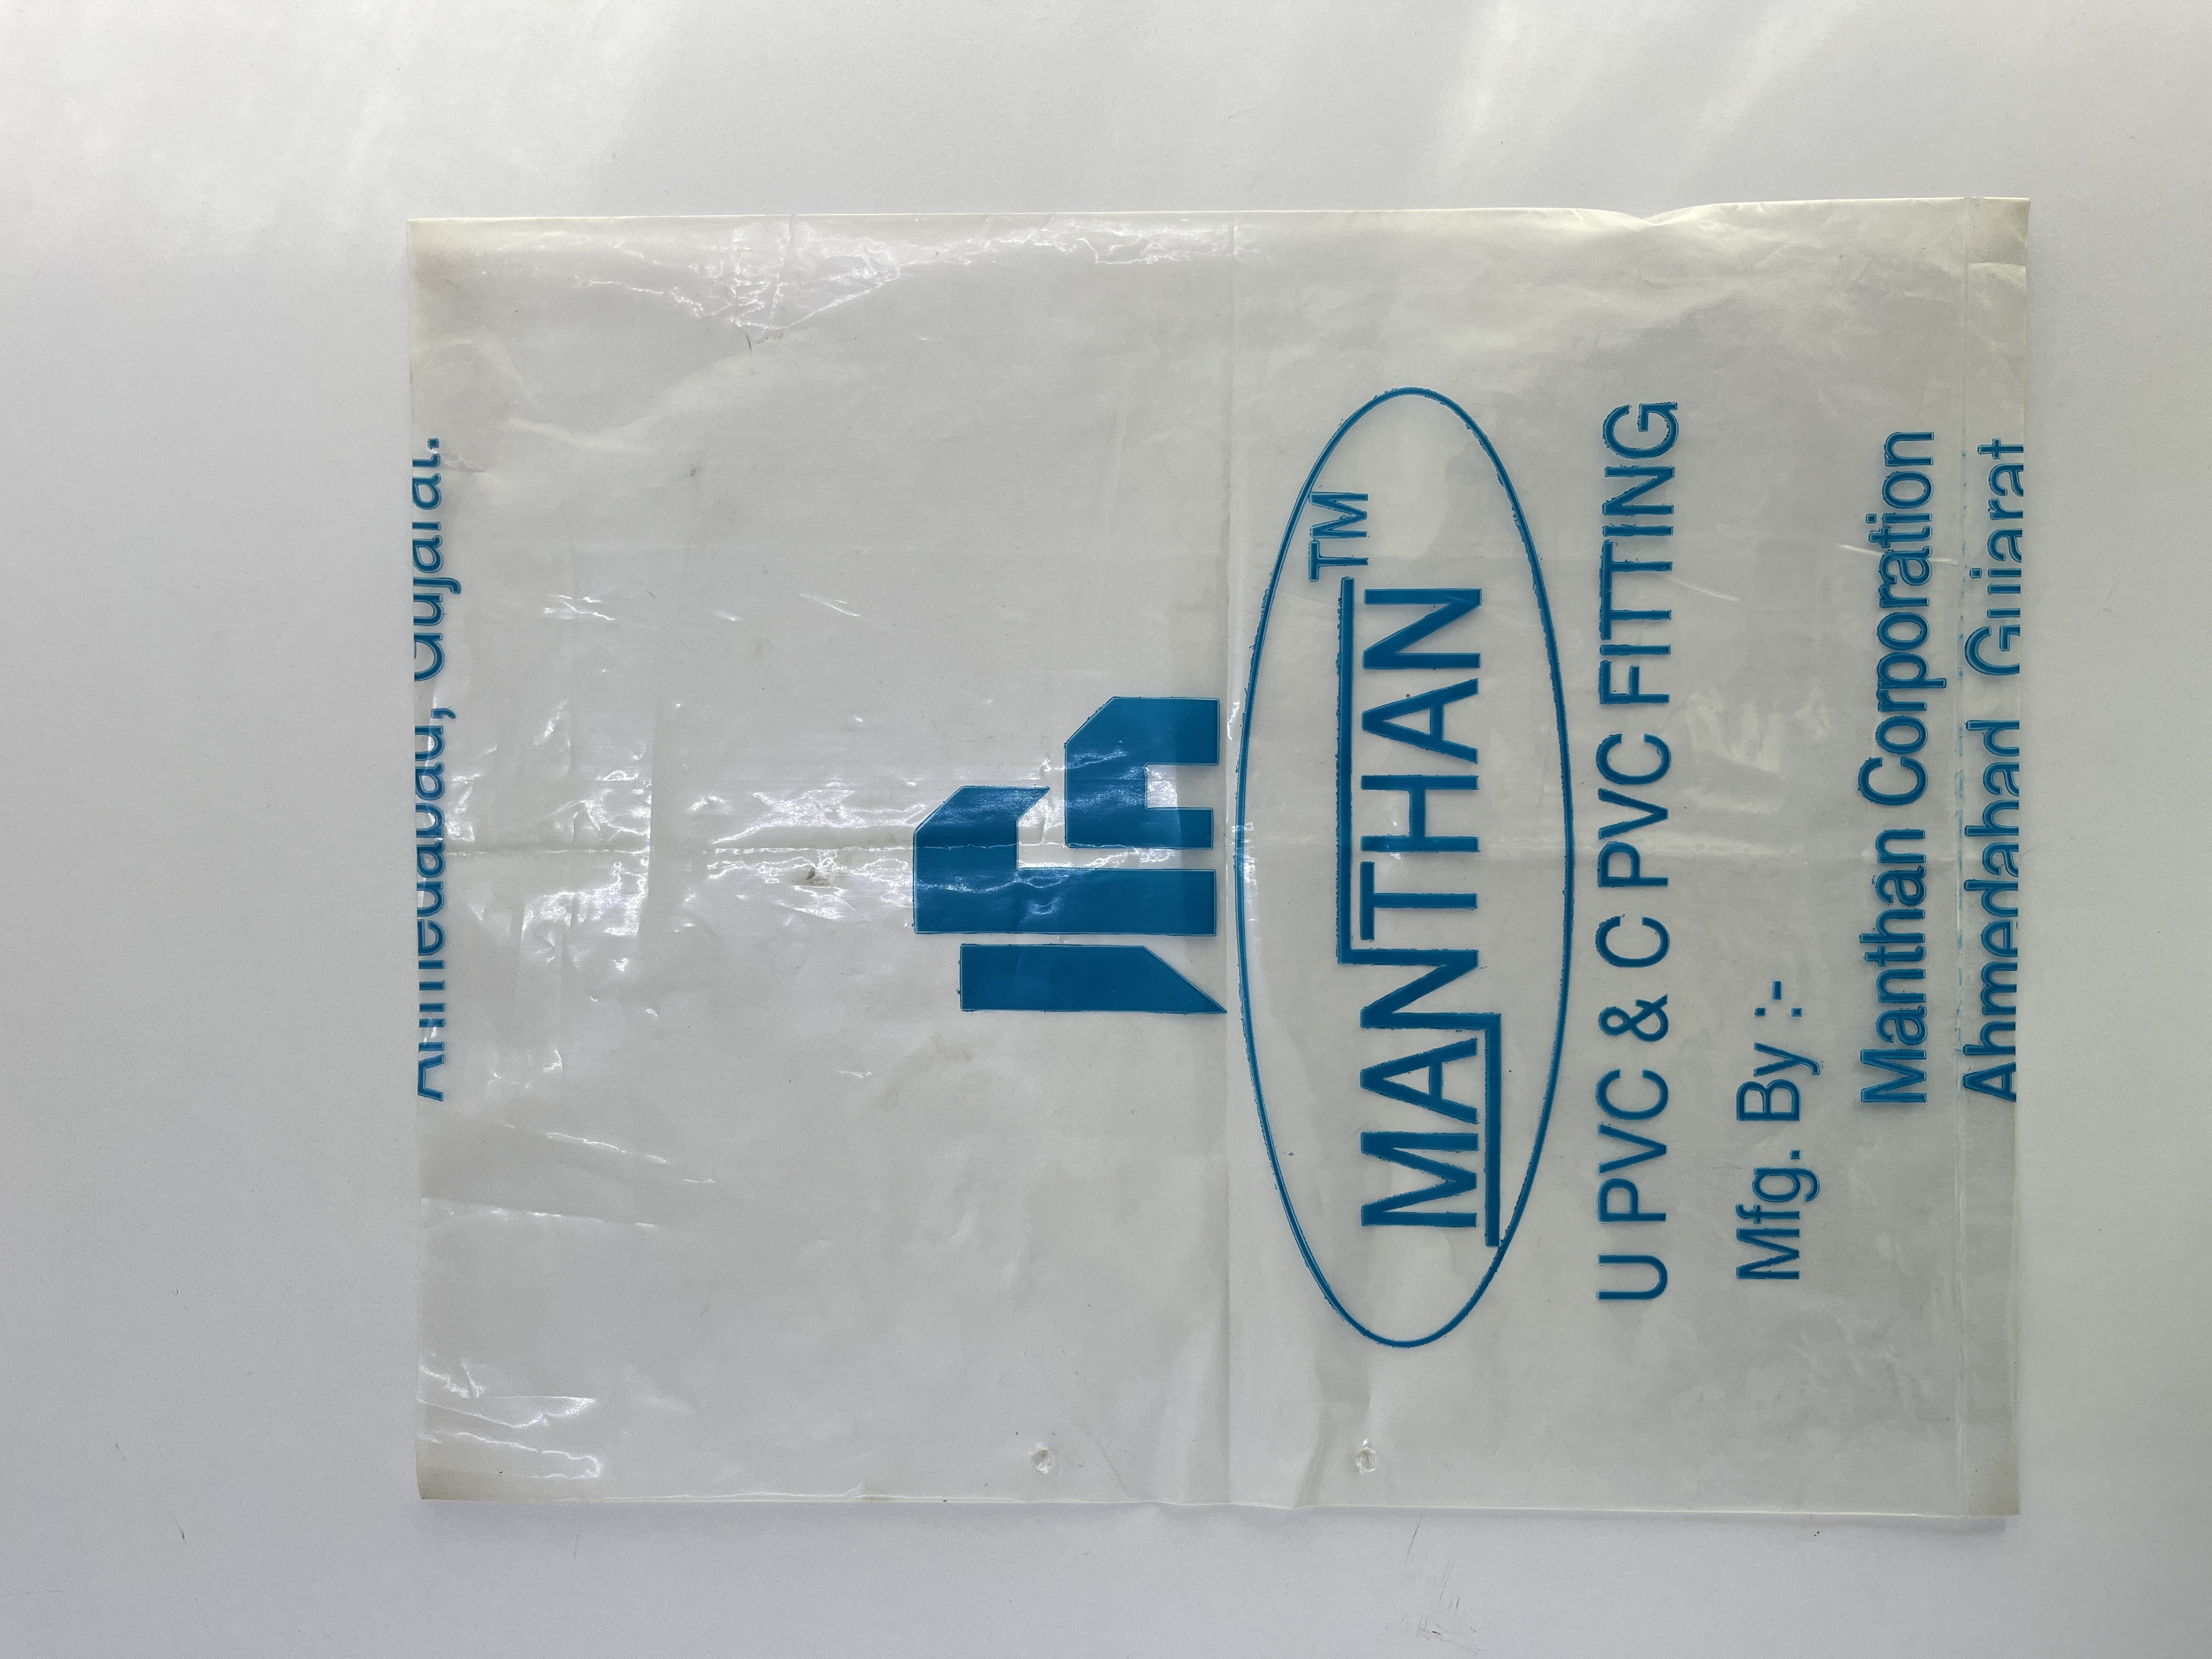 MANTHAN™
U PVC & C PVC FITTING
Mfg. By :-
Manthan Corporation
Ahmedabad, Gujarat.